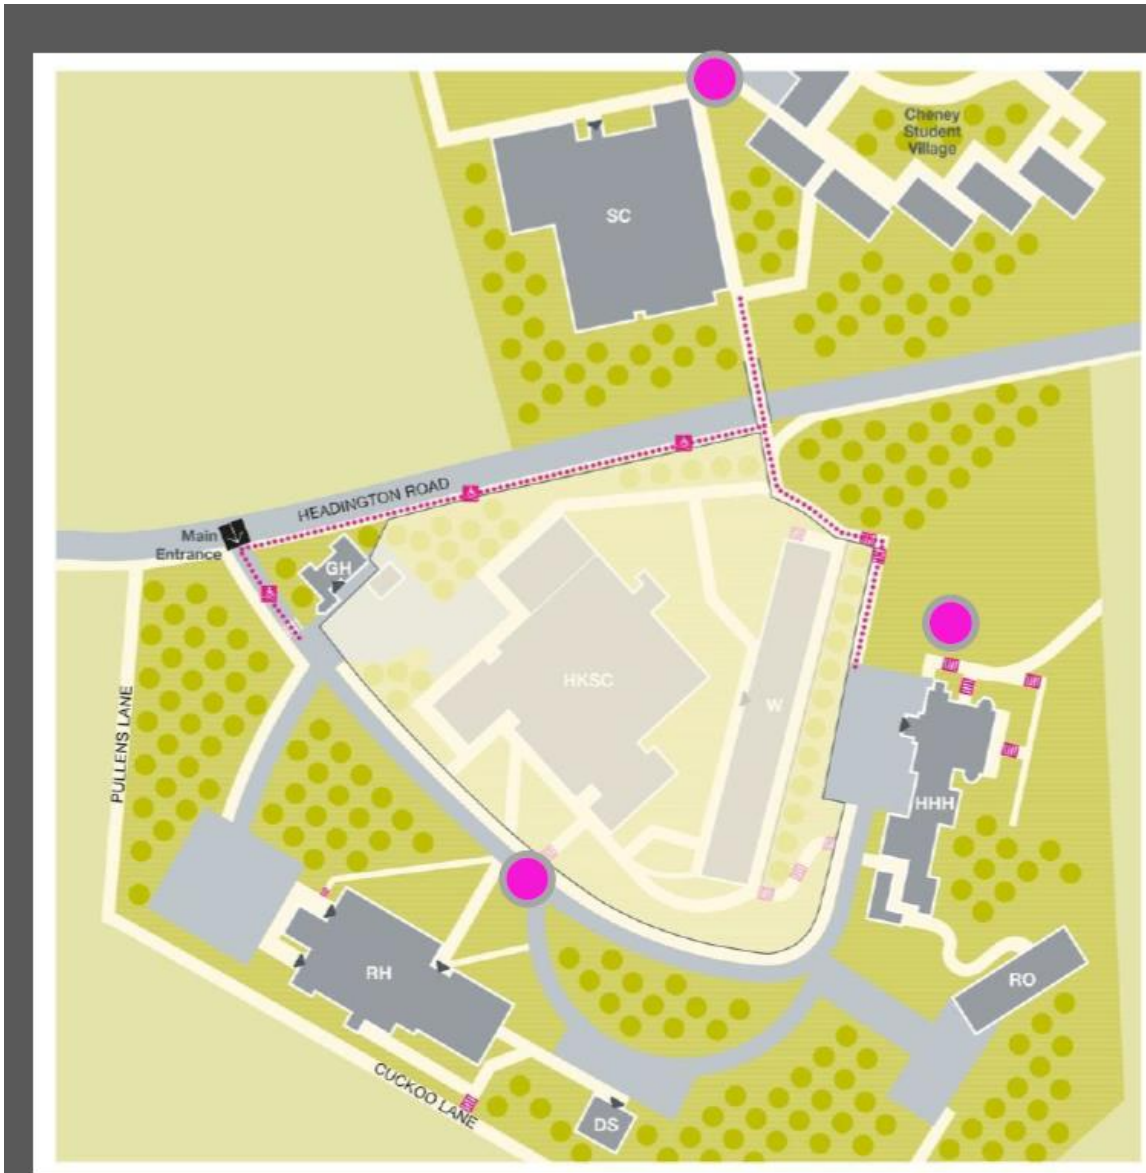 Cheney
Student
Village
SC
HEADINGTON ROAD
Main
Entrance
GH
HKSC
W
PULLENS LANE
HHH
RH
RO
CUCKOO LANE
DS